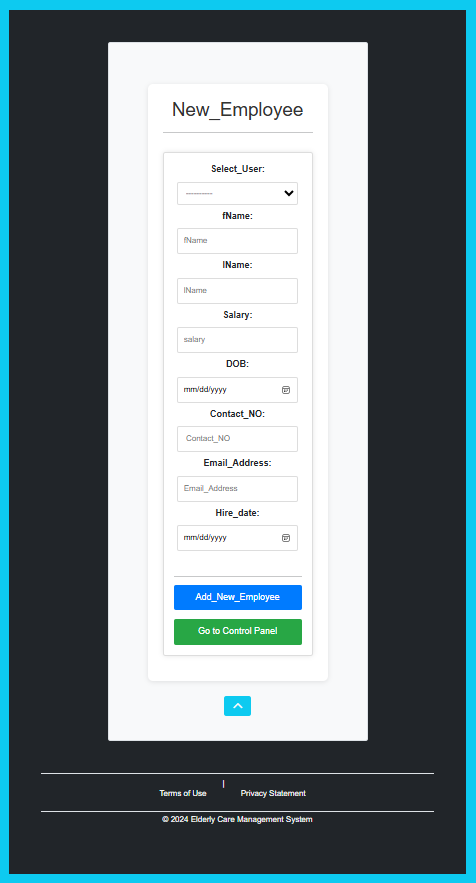 New_Employee
Select_User:
----------
fName:
fName
lName:
lName
Salary:
salary
DOB:
mm/dd/yyyy
Contact_NO:
Contact_NO
Email_Address:
Email_Address
Hire_date:
mm/dd/yyyy
Add_New_Employee
Go to Control Panel
Terms of Use | Privacy Statement
© 2024 Elderly Care Management System